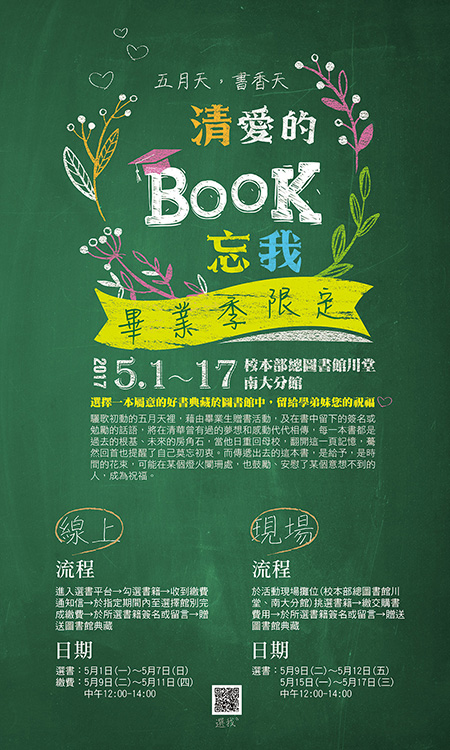 五月天，書香天
清愛的
BOOK
忘我
畢業季限定
2017 5.1～17 校本部總圖書館川堂
南大分館
選擇一本屬意的好書典藏於圖書館中，留給學弟妹您的祝福
驪歌初動的五月天裡，藉由畢業生贈書活動，及在書中留下的簽名或
勉勵的話語，將在清華曾有過的夢想和感動代代相傳，每一本書都是
過去的根基、未來的房角石，當他日重回母校，翻開這一頁記憶，驀
然回首也提醒了自己莫忘初衷。而傳遞出去的這本書，是給予，是時
間的花束，可能在某個燈火闌珊處，也鼓勵、安慰了某個意想不到的
人，成為祝福。
線上
流程
進入選書平台→勾選書籍→收到繳費
通知信→於指定期間內至選擇館別完
成繳費→於所選書籍簽名或留言→贈
送圖書館典藏
日期
選書：5月1日(一)～5月7日(日)
繳費：5月9日(二)～5月11日(四)
中午12:00-14:00
現場
流程
於活動現場攤位(校本部總圖書館川
堂、南大分館)挑選書籍→繳交購書
費用→於所選書籍簽名或留言→贈送
圖書館典藏
日期
選書：5月9日(二)～5月12日(五)
5月15日(一)～5月17日(三)
中午12:00-14:00
選我